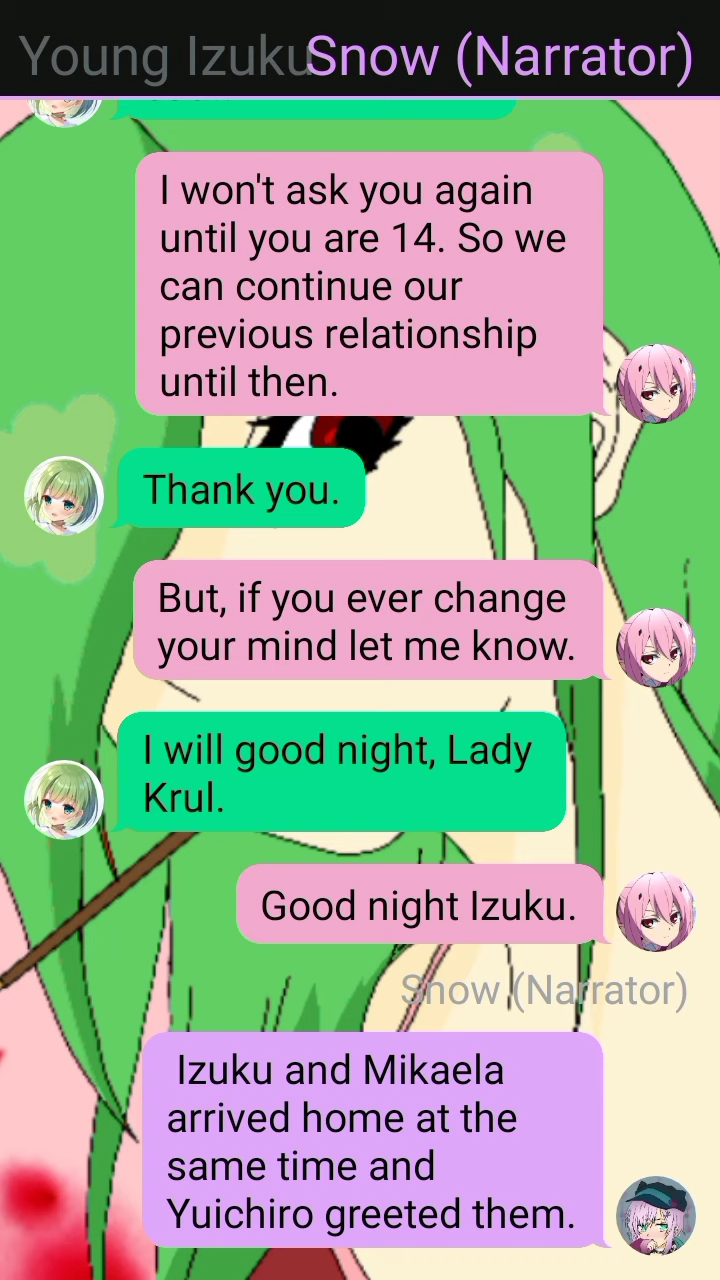 Young Izuku Snow (Narrator)
I won't ask you again
until you are 14. So we
can continue our
previous relationship
until then.
Thank you.
But, if you ever change
your mind let me know.
I will good night, Lady
Krul.
Good night Izuku.
Snow (Narrator)
Izuku and Mikaela
arrived home at the
same time and
Yuichiro greeted them.